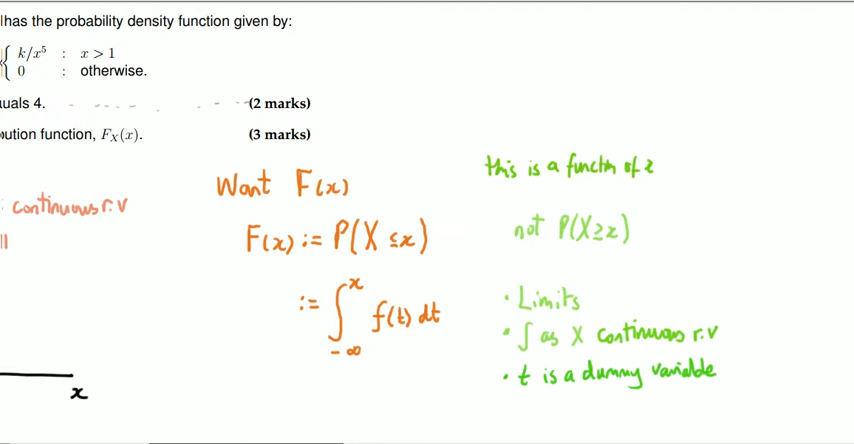 has the probability density function given by:
k/x⁵ : x > 1
0 : otherwise.
uals 4. (2 marks)
ution function, F_X(x). (3 marks)
this is a functn of x
Want F(x)
: continuous r.v
F(x) := P(X ≤ x)
not P(X ≥ x)
:= ∫_{-∞}^{x} f(t) dt
• Limits
• ∫ as X continuous r.v
• t is a dummy variable
x